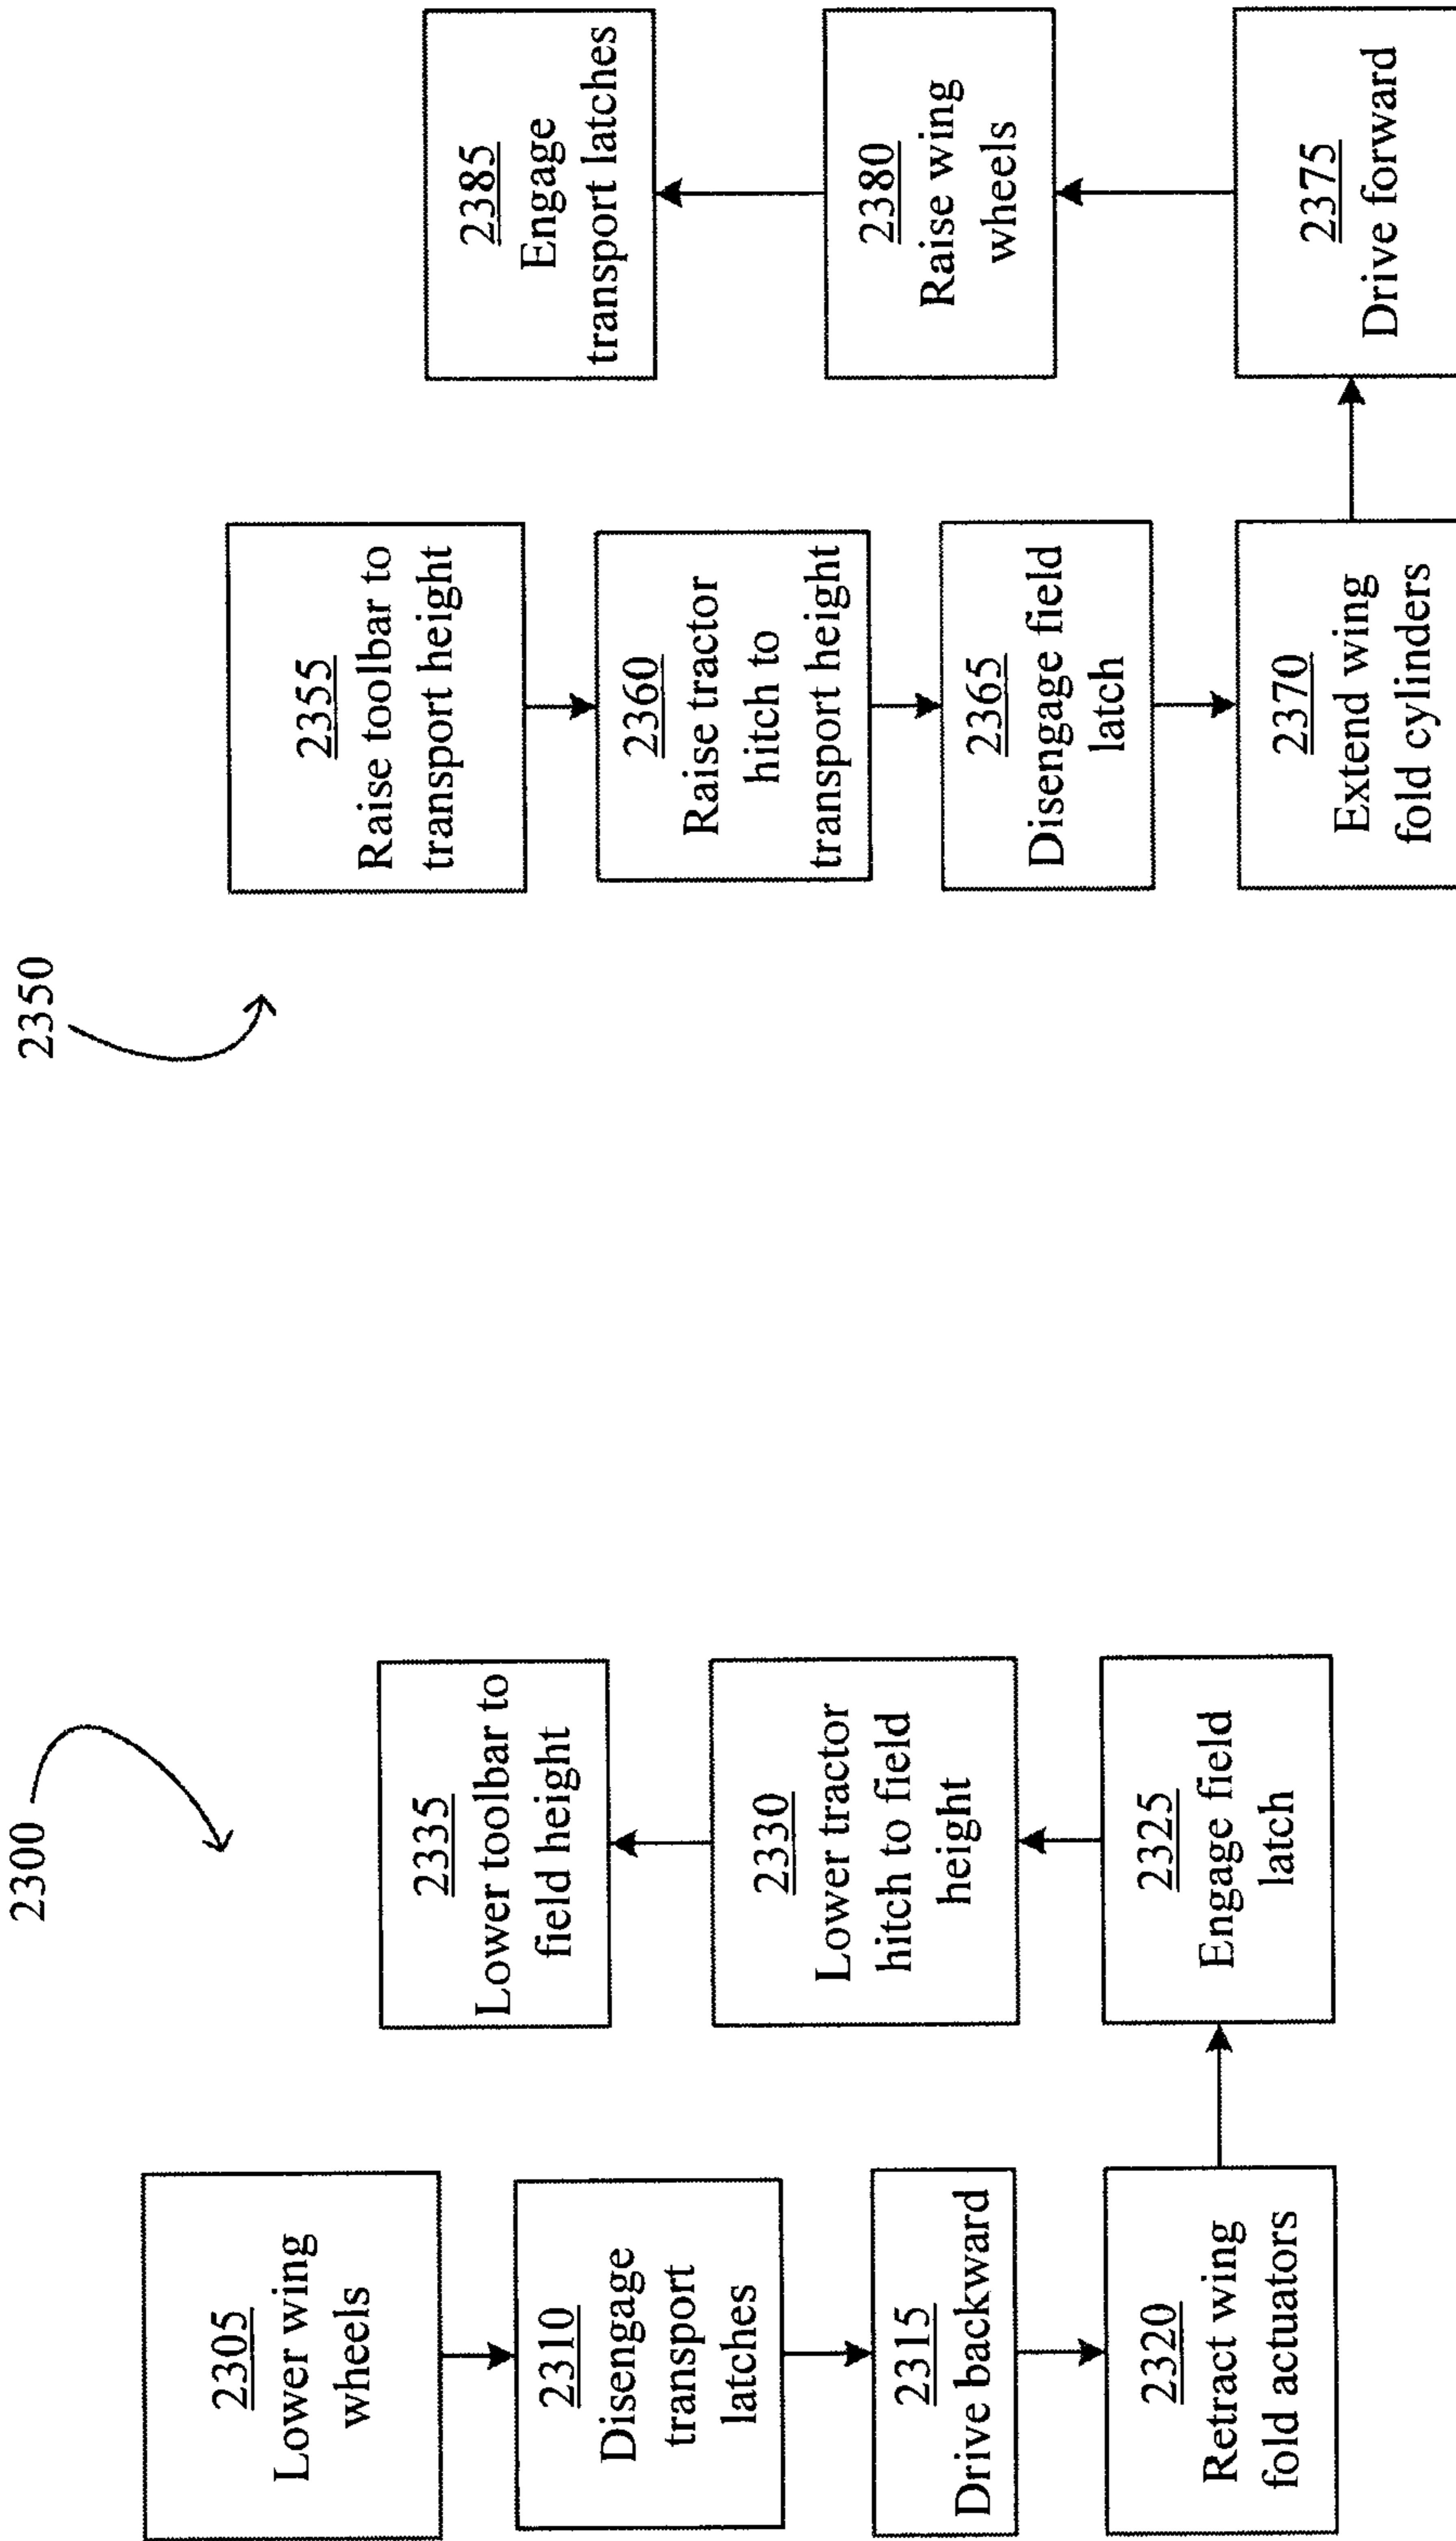 2300
2305
Lower wing
wheels
2310
Disengage
transport
latches
2315
Drive backward
2320
Retract wing
fold actuators
2325
Engage field
latch
2330
Lower tractor
hitch to field
height
2335
Lower toolbar to
field height
2350
2355
Raise toolbar to
transport height
2360
Raise tractor
hitch to
transport height
2365
Disengage field
latch
2370
Extend wing
fold cylinders
2375
Drive forward
2380
Raise wing
wheels
2385
Engage
transport latches